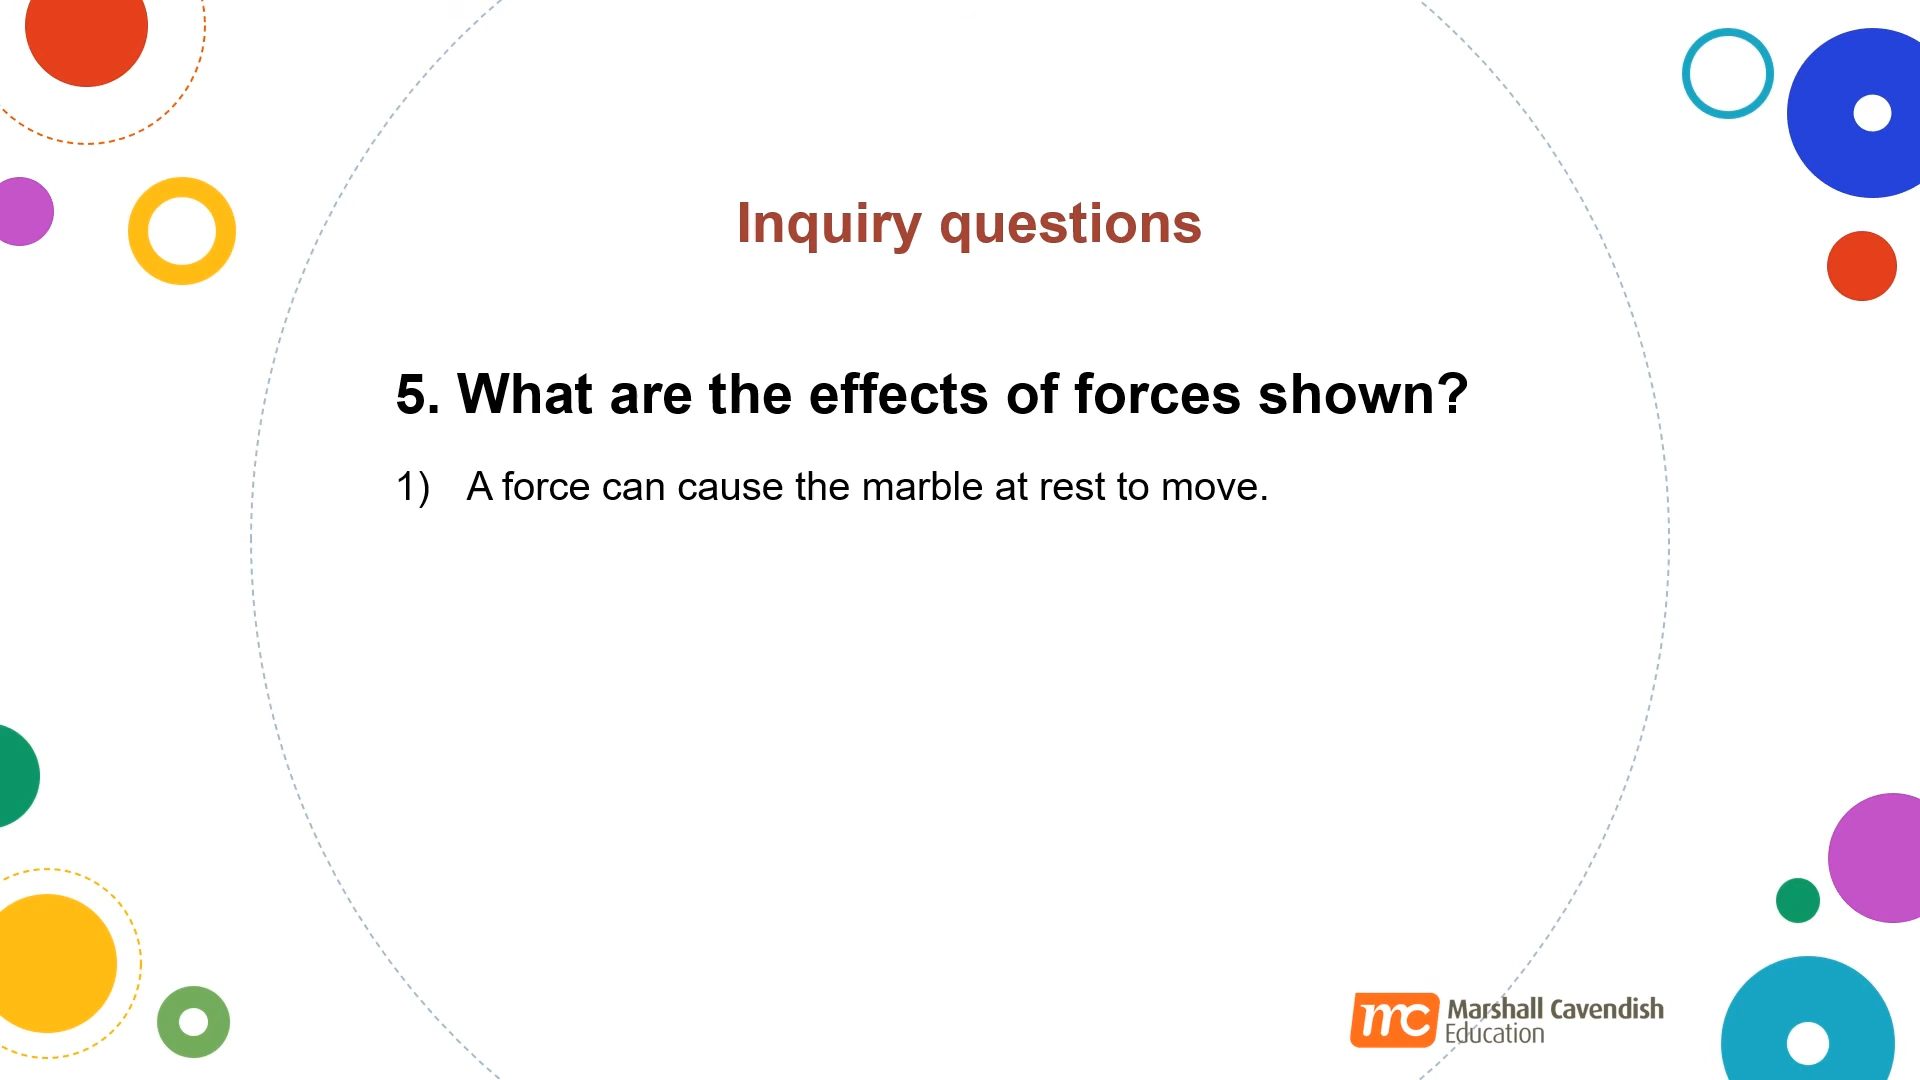 Inquiry questions
5. What are the effects of forces shown?
1) A force can cause the marble at rest to move.
mc Marshall Cavendish
Education